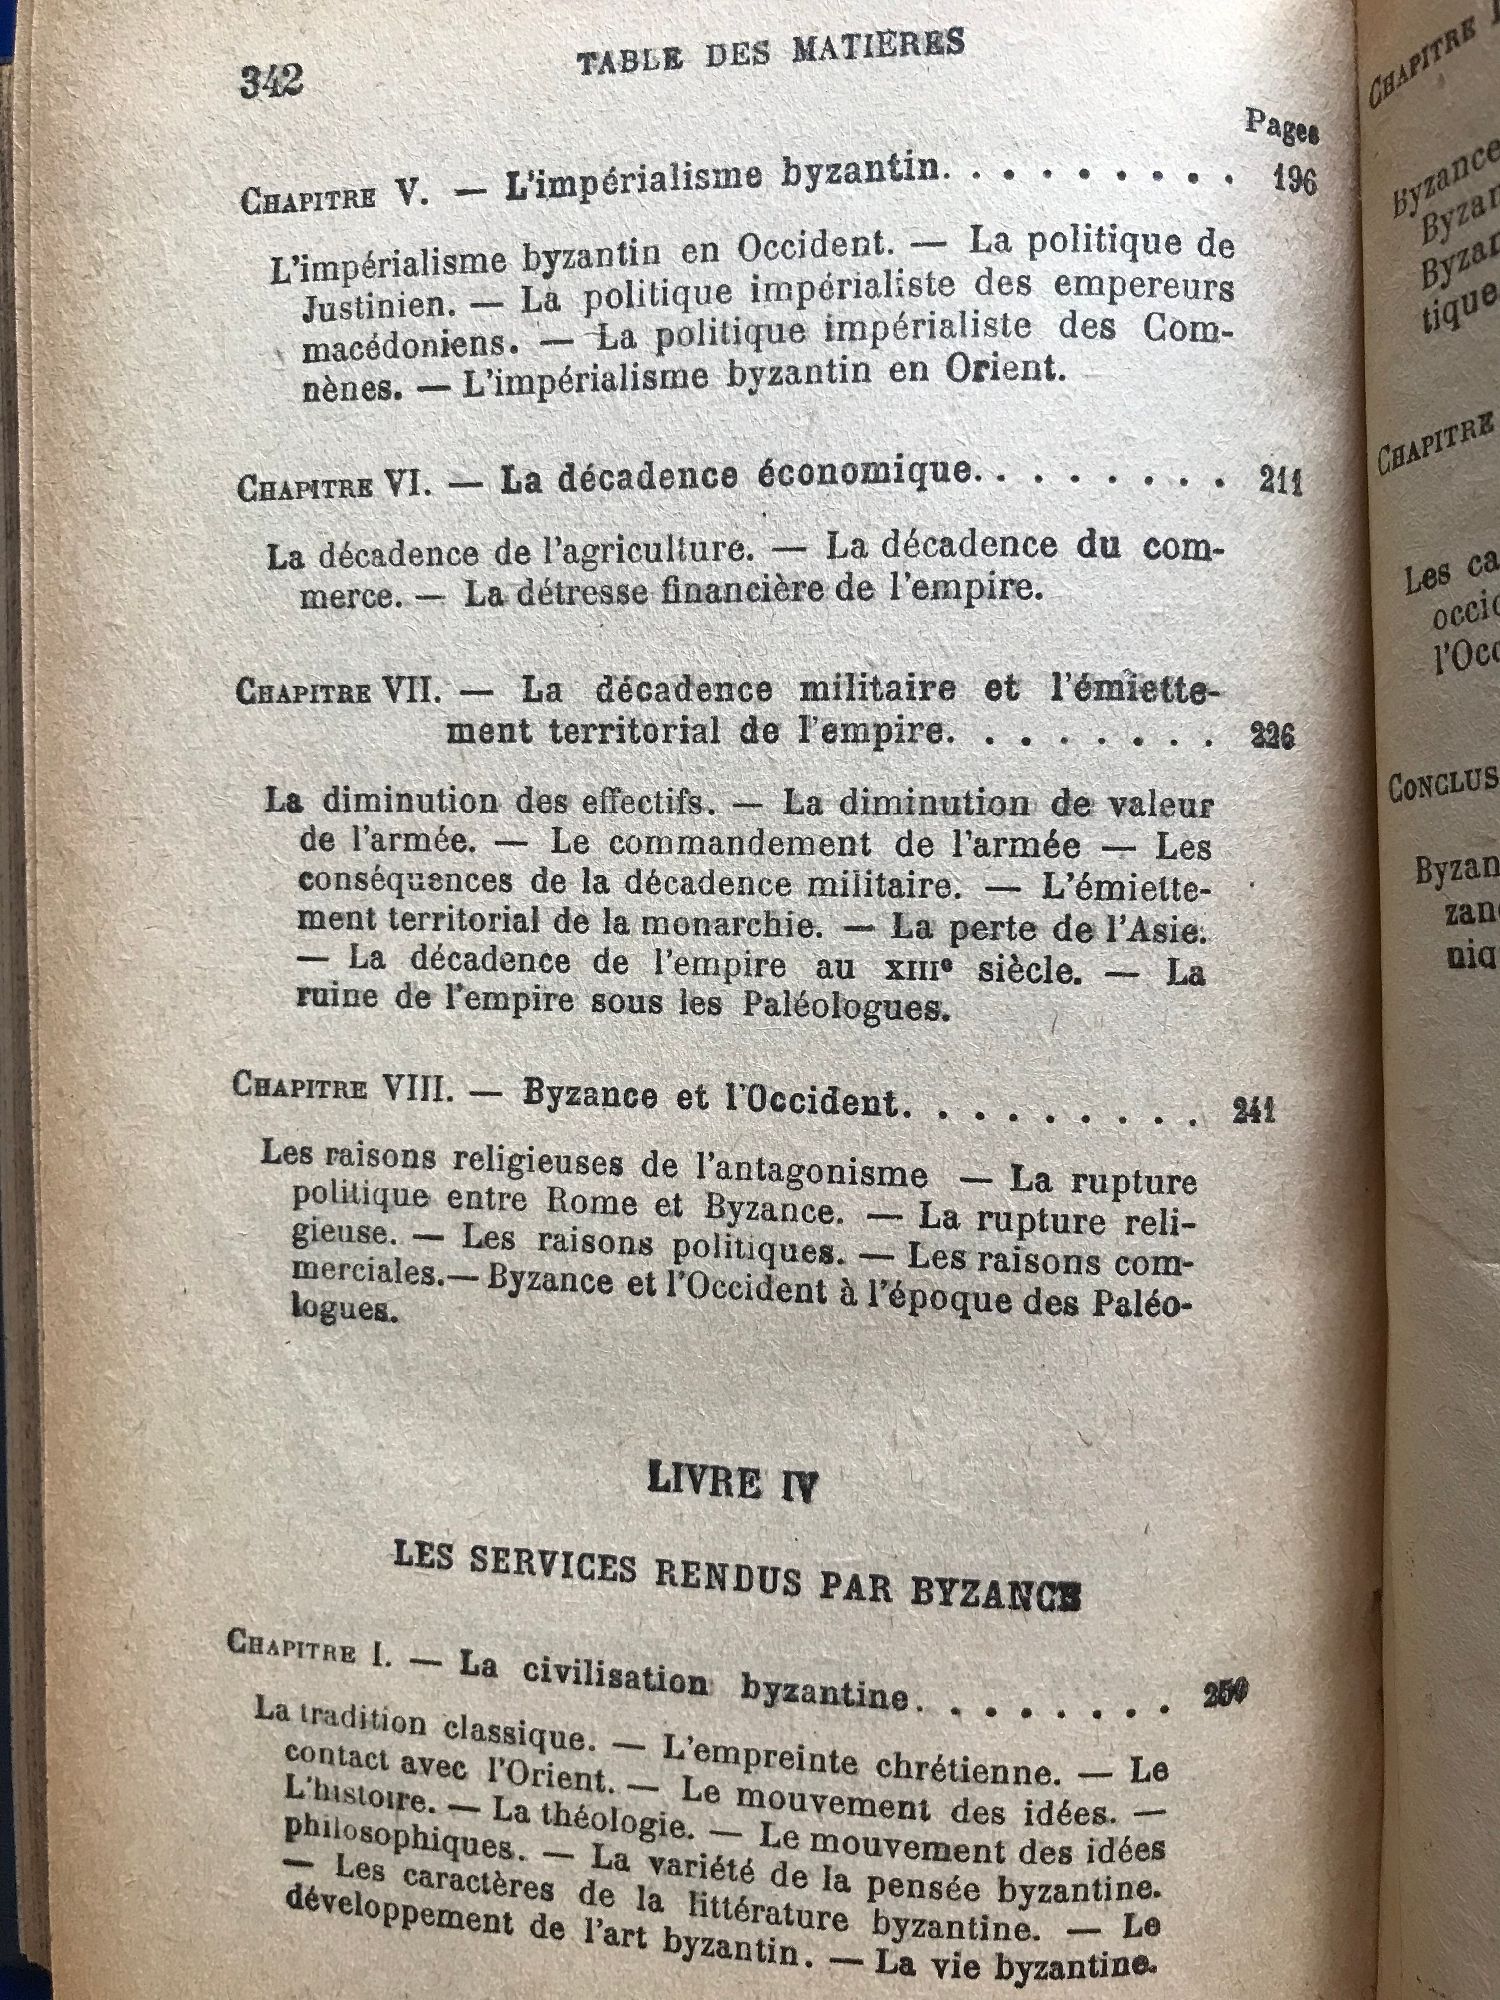 342 TABLE DES MATIÈRES
Pages
CHAPITRE V. — L'impérialisme byzantin. . . . . . . . . . 196
L'impérialisme byzantin en Occident. — La politique de
Justinien. — La politique impérialiste des empereurs
macédoniens. — La politique impérialiste des Com-
nènes. — L'impérialisme byzantin en Orient.
CHAPITRE VI. — La décadence économique. . . . . . . . 211
La décadence de l'agriculture. — La décadence du com-
merce. — La détresse financière de l'empire.
CHAPITRE VII. — La décadence militaire et l'émiette-
ment territorial de l'empire. . . . . . . . 226
La diminution des effectifs. — La diminution de valeur
de l'armée. — Le commandement de l'armée — Les
conséquences de la décadence militaire. — L'émiette-
ment territorial de la monarchie. — La perte de l'Asie.
— La décadence de l'empire au XIIIe siècle. — La
ruine de l'empire sous les Paléologues.
CHAPITRE VIII. — Byzance et l'Occident. . . . . . . . . 241
Les raisons religieuses de l'antagonisme — La rupture
politique entre Rome et Byzance. — La rupture reli-
gieuse. — Les raisons politiques. — Les raisons com-
merciales. — Byzance et l'Occident à l'époque des Paléo-
logues.
LIVRE IV
LES SERVICES RENDUS PAR BYZANCE
CHAPITRE I. — La civilisation byzantine. . . . . . . .
La tradition classique. — L'empreinte chrétienne. — Le
contact avec l'Orient. — Le mouvement des idées. —
L'histoire. — La théologie. — Le mouvement des idées
philosophiques. — La variété de la pensée byzantine.
— Les caractères de la littérature byzantine. — Le
développement de l'art byzantin. — La vie byzantine.
CHAPITRE
Byzance
CHAPITRE
Les